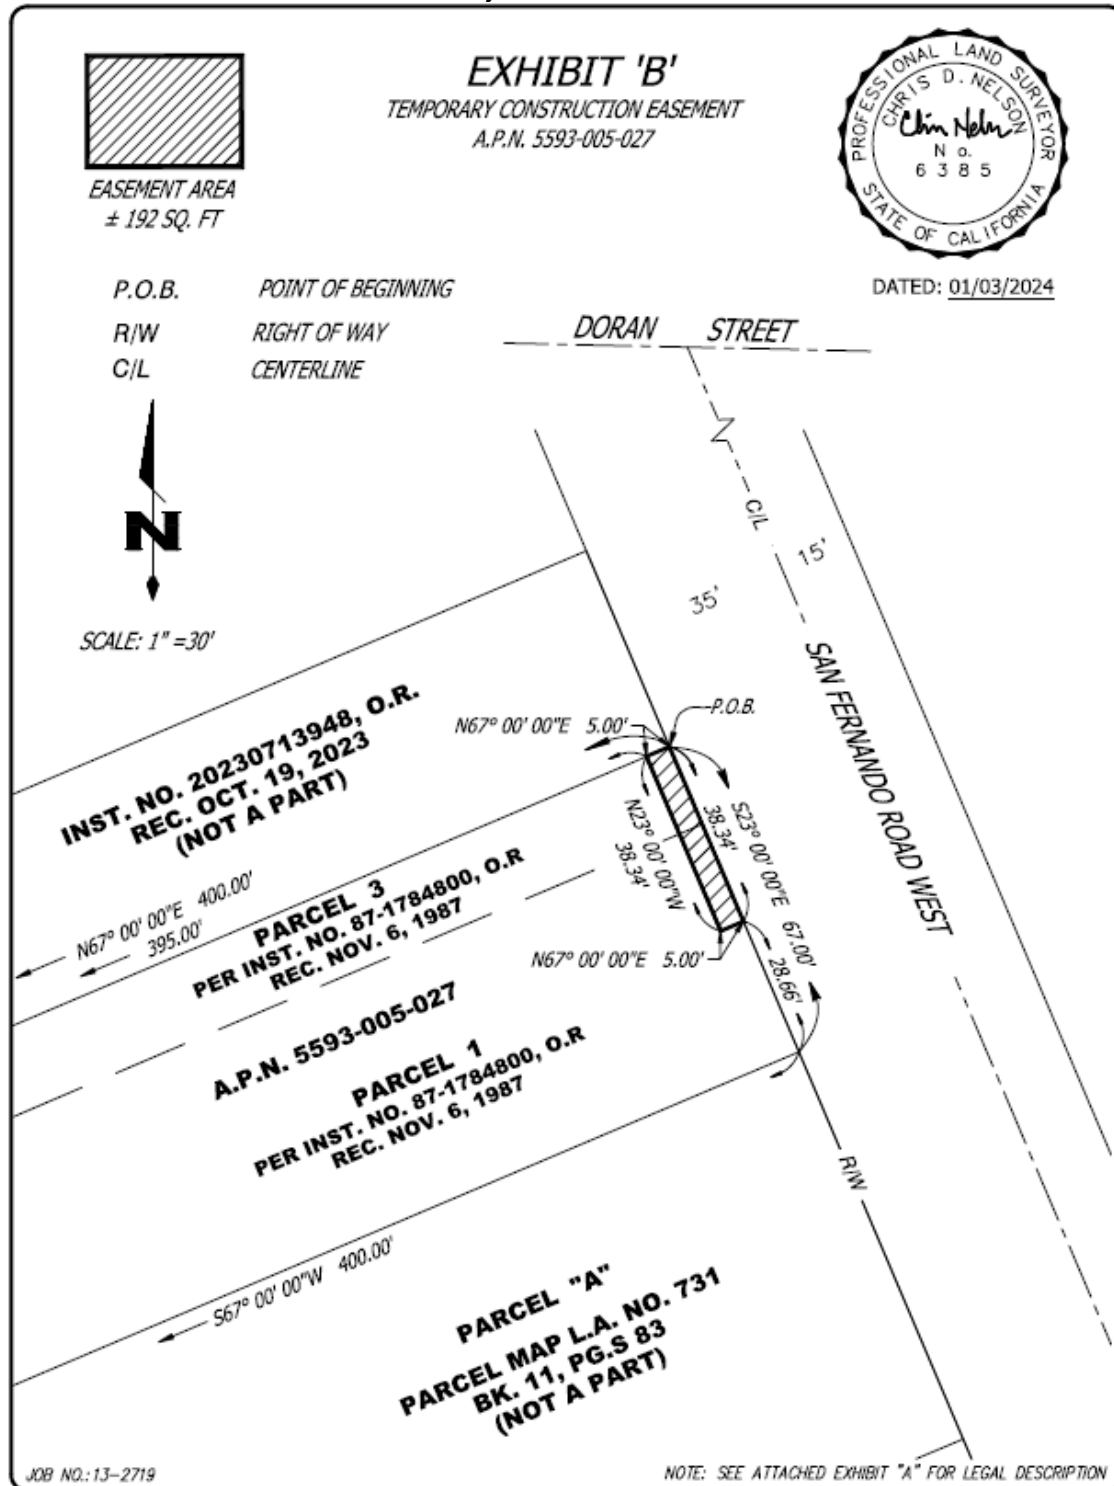 EXHIBIT 'B'
TEMPORARY CONSTRUCTION EASEMENT
A.P.N. 5593-005-027
PROFESSIONAL LAND SURVEYOR
CHRIS D. NELSON
No.
6385
STATE OF CALIFORNIA
DATED: 01/03/2024
EASEMENT AREA
± 192 SQ. FT
P.O.B. POINT OF BEGINNING
R/W RIGHT OF WAY
C/L CENTERLINE
N
SCALE: 1" =30'
DORAN STREET
C/L
15'
35'
SAN FERNANDO ROAD WEST
INST. NO. 20230713948, O.R.
REC. OCT. 19, 2023
(NOT A PART)
N67° 00' 00"E 5.00'
P.O.B.
N23° 00' 00"W
38.34'
38.34'
S23° 00' 00"E 67.00'
28.66'
N67° 00' 00"E 5.00'
N67° 00' 00"E 400.00'
395.00'
PARCEL 3
PER INST. NO. 87-1784800, O.R
REC. NOV. 6, 1987
A.P.N. 5593-005-027
PARCEL 1
PER INST. NO. 87-1784800, O.R
REC. NOV. 6, 1987
R/W
S67° 00' 00"W 400.00'
PARCEL "A"
PARCEL MAP L.A. NO. 731
BK. 11, PG.S 83
(NOT A PART)
JOB NO.:13-2719
NOTE: SEE ATTACHED EXHIBIT "A" FOR LEGAL DESCRIPTION